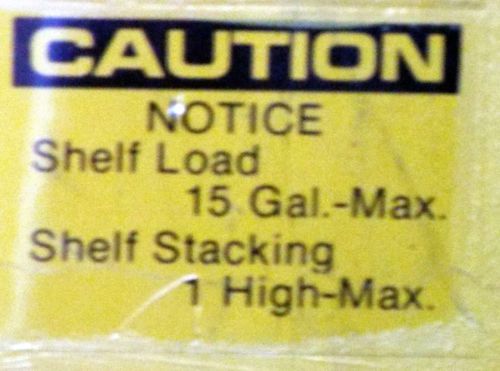 CAUTION
NOTICE
Shelf Load
15 Gal.-Max.
Shelf Stacking
1 High-Max.